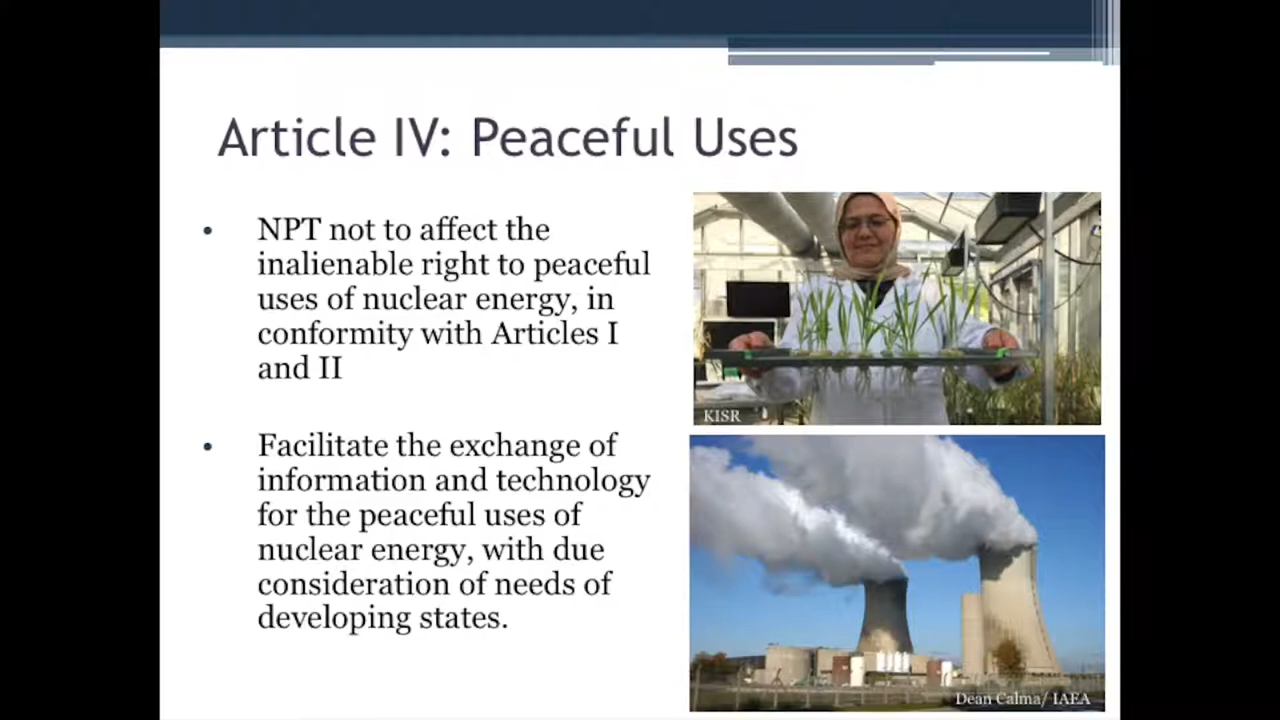 Article IV: Peaceful Uses
• NPT not to affect the
inalienable right to peaceful
uses of nuclear energy, in
conformity with Articles I
and II
• Facilitate the exchange of
information and technology
for the peaceful uses of
nuclear energy, with due
consideration of needs of
developing states.
KISR
Dean Calma/ IAEA